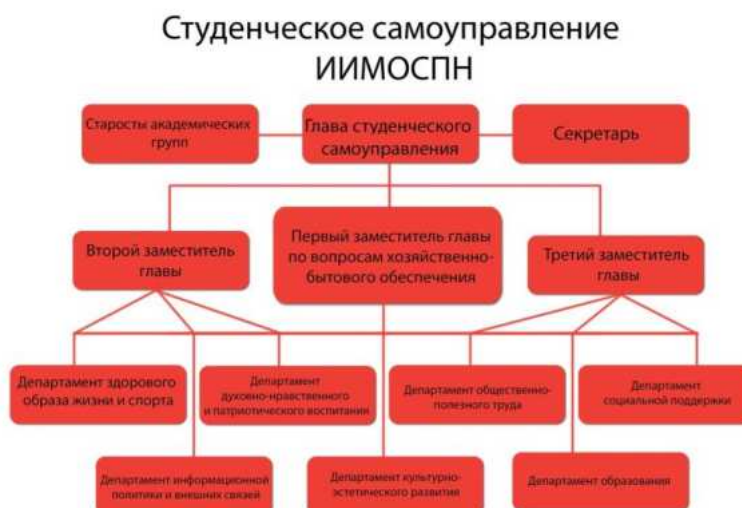 Студенческое самоуправление
ИИМОСПН
Старосты академических
групп
Глава студенческого
самоуправления
Секретарь
Второй заместитель
главы
Первый заместитель главы
по вопросам хозяйственно-
бытового обеспечения
Третий заместитель
главы
Департамент здорового
образа жизни и спорта
Департамент
духовно-нравственного
и патриотического воспитания
Департамент общественно-
полезного труда
Департамент
социальной поддержки
Департамент информационной
политики и внешних связей
Департамент культурно-
эстетического развития
Департамент образования